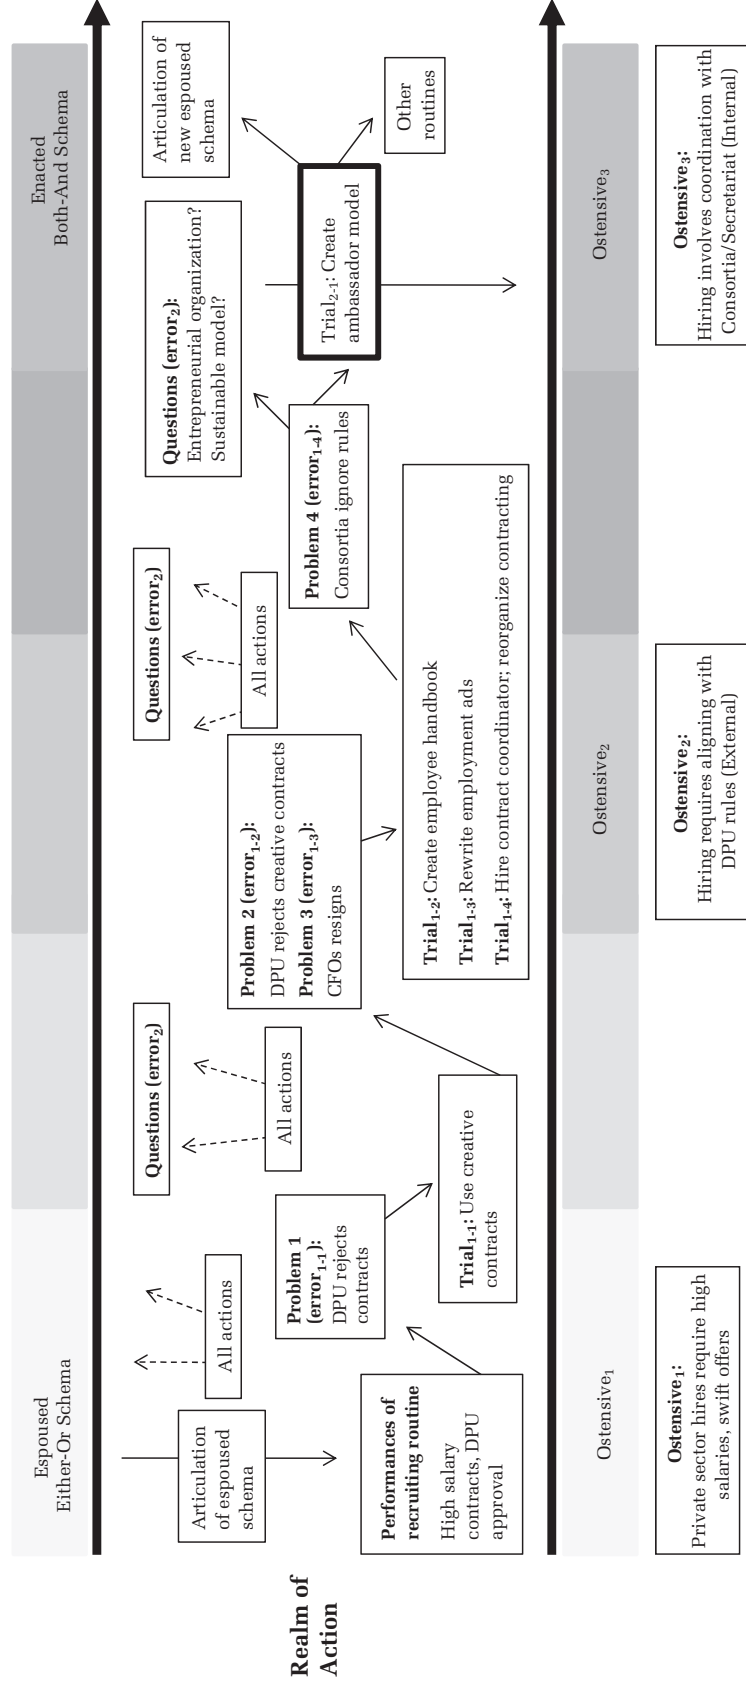 Espoused
Either-Or Schema
Enacted
Both-And Schema
Realm of
Action
Articulation
of espoused
schema
All actions
Performances of
recruiting routine
High salary
contracts, DPU
approval
Problem 1
(error1-1):
DPU rejects
contracts
Trial1-1: Use creative
contracts
Questions (error2)
All actions
Problem 2 (error1-2):
DPU rejects creative contracts
Problem 3 (error1-3):
CFOs resigns
Trial1-2: Create employee handbook
Trial1-3: Rewrite employment ads
Trial1-4: Hire contract coordinator; reorganize contracting
Questions (error2)
All actions
Problem 4 (error1-4):
Consortia ignore rules
Questions (error2):
Entrepreneurial organization?
Sustainable model?
Trial2-1: Create
ambassador model
Articulation of
new espoused
schema
Other
routines
Ostensive1
Ostensive2
Ostensive3
Ostensive1:
Private sector hires require high
salaries, swift offers
Ostensive2:
Hiring requires aligning with
DPU rules (External)
Ostensive3:
Hiring involves coordination with
Consortia/Secretariat (Internal)